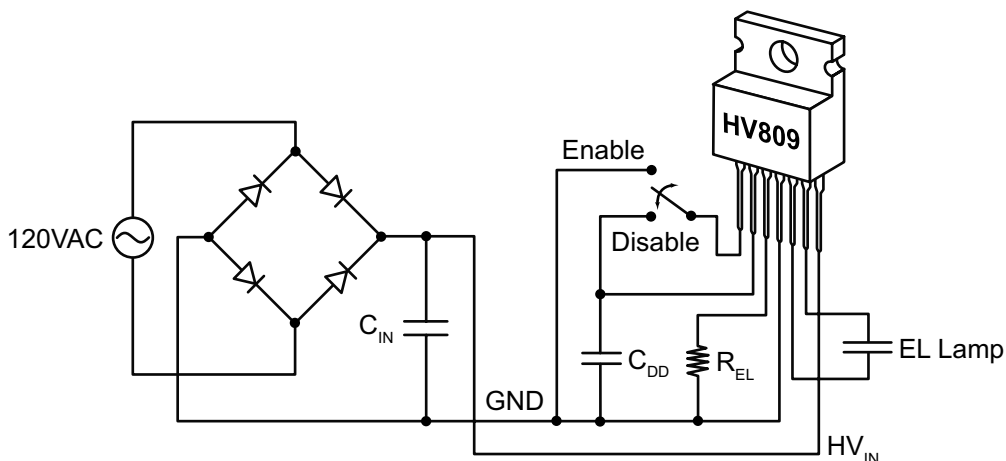 HV809
Enable
120VAC
Disable
C_IN
C_DD
R_EL
EL Lamp
GND
HV_IN